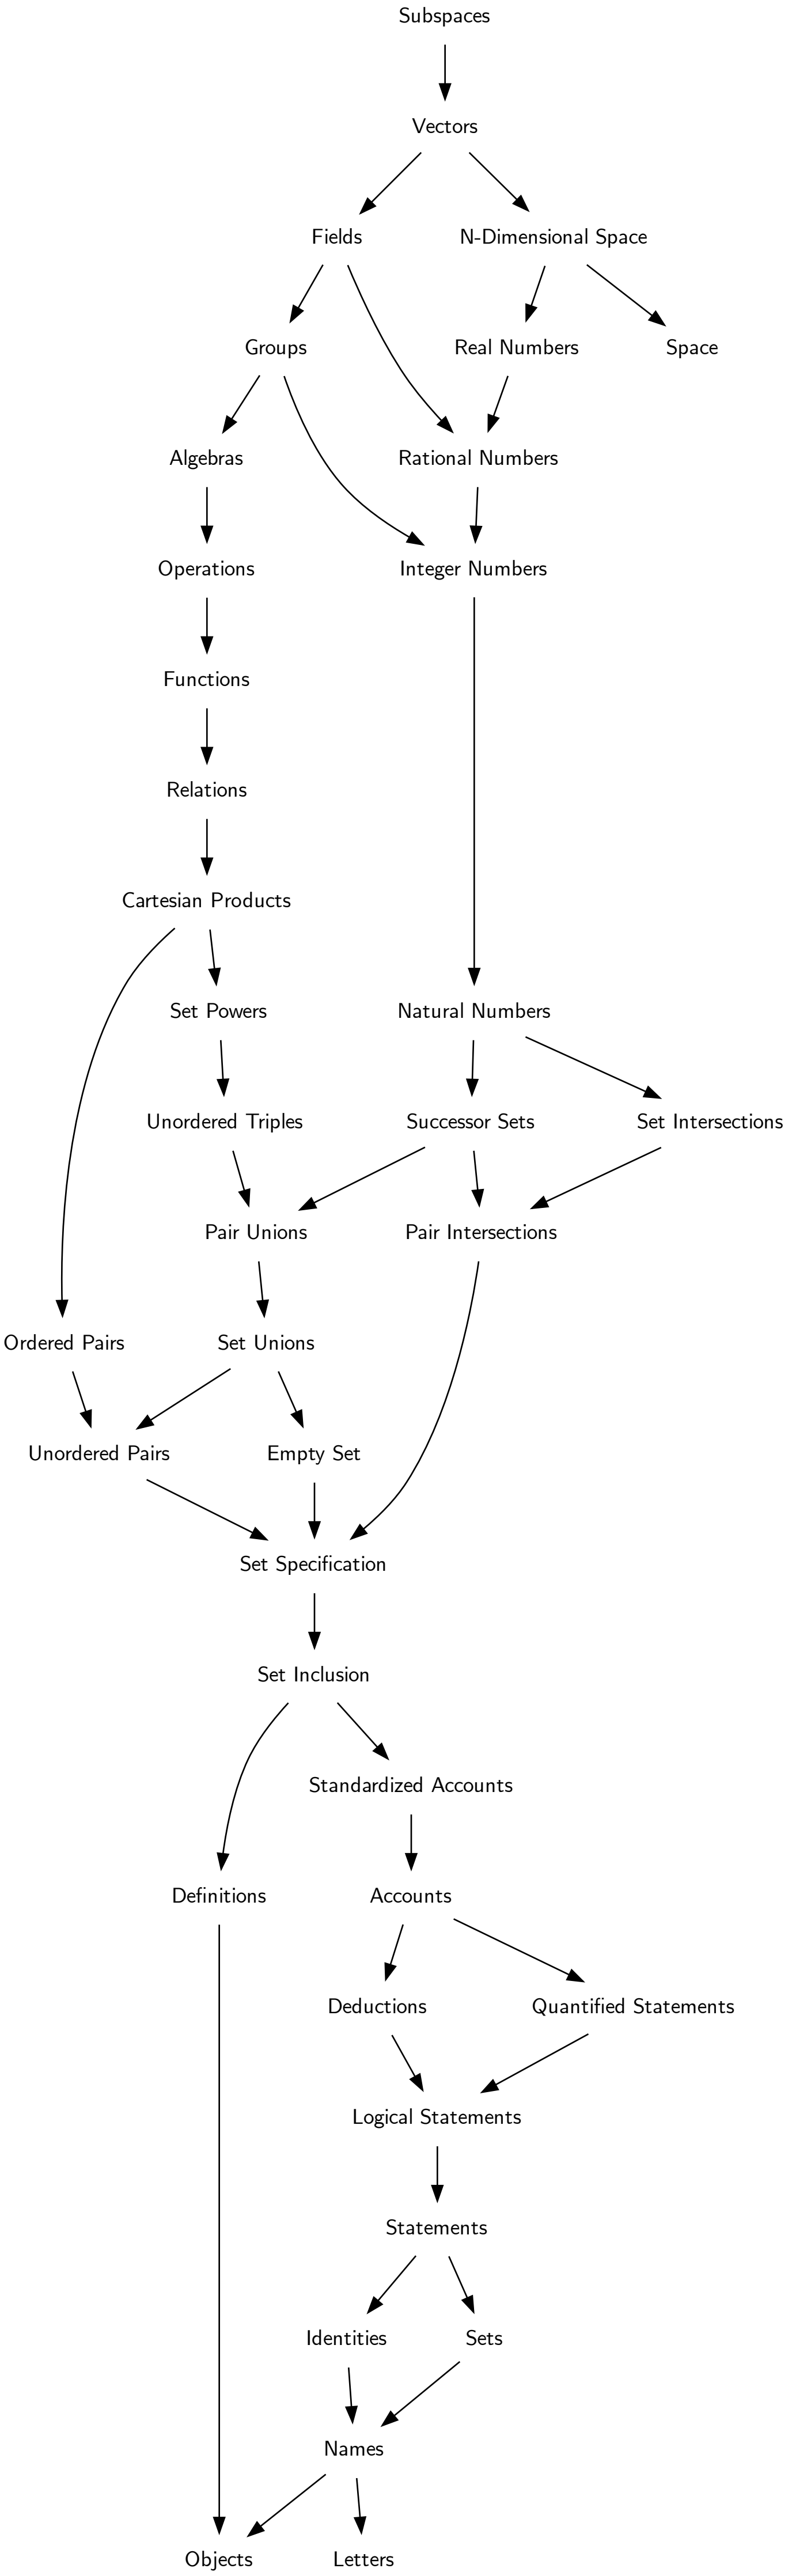 Subspaces
Vectors
Fields
N-Dimensional Space
Groups
Real Numbers
Space
Algebras
Rational Numbers
Operations
Integer Numbers
Functions
Relations
Cartesian Products
Set Powers
Natural Numbers
Unordered Triples
Successor Sets
Set Intersections
Pair Unions
Pair Intersections
Ordered Pairs
Set Unions
Unordered Pairs
Empty Set
Set Specification
Set Inclusion
Standardized Accounts
Definitions
Accounts
Deductions
Quantified Statements
Logical Statements
Statements
Identities
Sets
Names
Objects
Letters